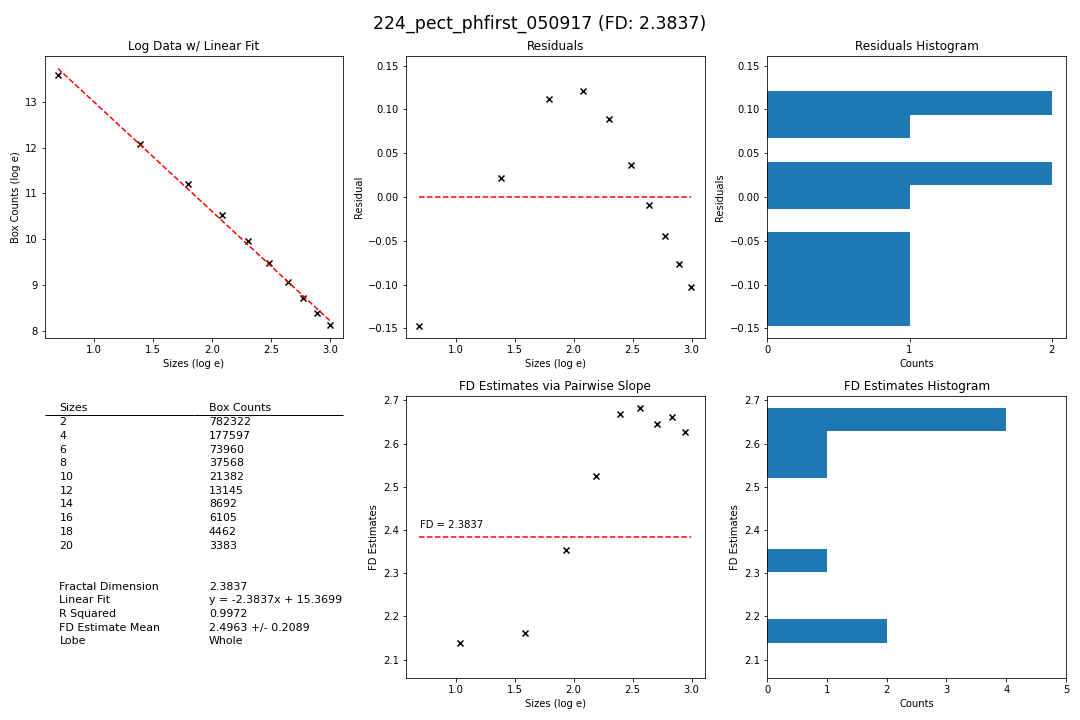 224_pect_phfirst_050917 (FD: 2.3837)
Log Data w/ Linear Fit
Box Counts (log e)
13
12
11
10
9
8
1.0 1.5 2.0 2.5 3.0
Sizes (log e)
Residuals
Residual
0.15
0.10
0.05
0.00
−0.05
−0.10
−0.15
1.0 1.5 2.0 2.5 3.0
Sizes (log e)
Residuals Histogram
Residuals
0.15
0.10
0.05
0.00
−0.05
−0.10
−0.15
0 1 2
Counts
Sizes Box Counts
2 782322
4 177597
6 73960
8 37568
10 21382
12 13145
14 8692
16 6105
18 4462
20 3383
Fractal Dimension 2.3837
Linear Fit y = -2.3837x + 15.3699
R Squared 0.9972
FD Estimate Mean 2.4963 +/- 0.2089
Lobe Whole
FD Estimates via Pairwise Slope
FD Estimates
2.7
2.6
2.5
2.4
2.3
2.2
2.1
FD = 2.3837
1.0 1.5 2.0 2.5 3.0
Sizes (log e)
FD Estimates Histogram
FD Estimates
2.7
2.6
2.5
2.4
2.3
2.2
2.1
0 1 2 3 4 5
Counts